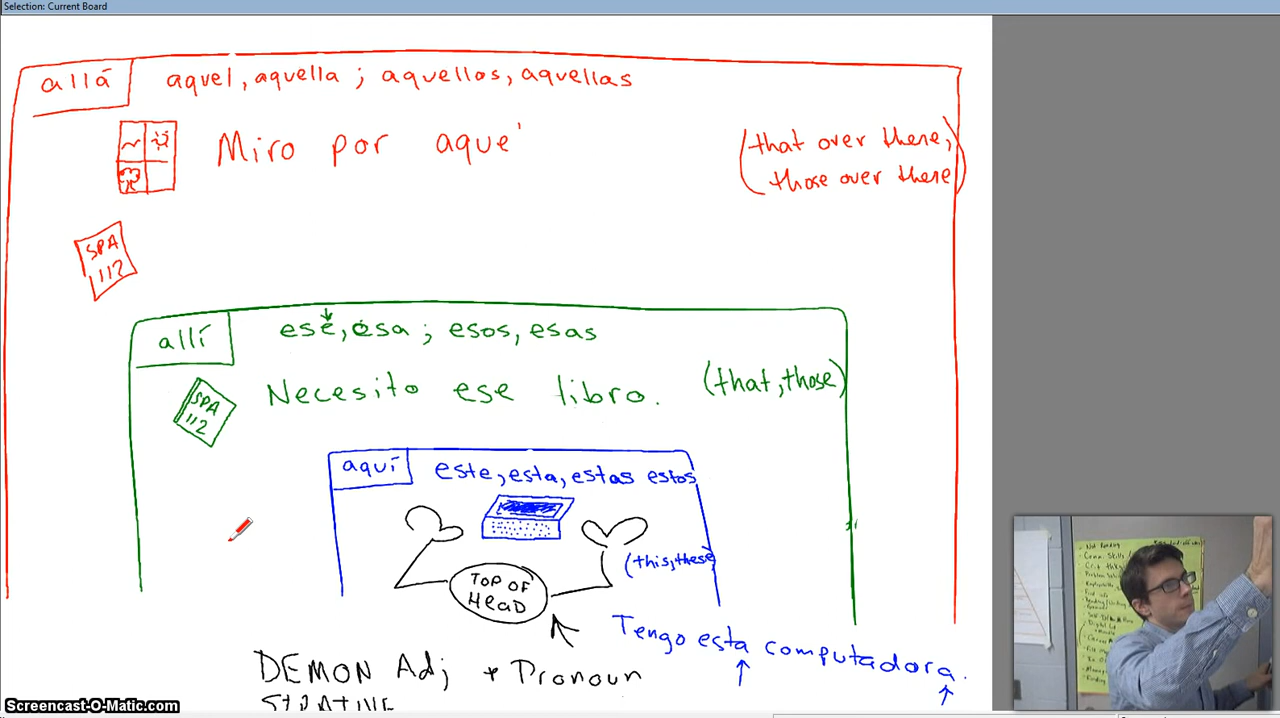 Selection: Current Board
allá
aquel, aquella ; aquellos, aquellas
Miro por aque'
(that over there,
those over there)
SPA
112
allí
ese, esa ; esos, esas
SPA
112
Necesito ese libro.
(that, those)
aquí
este, esta, estas estos
(this, these)
TOP OF
HeaD
Tengo esta computadora.
DEMON Adj + Pronoun
STRATIVE
Screencast-O-Matic.com